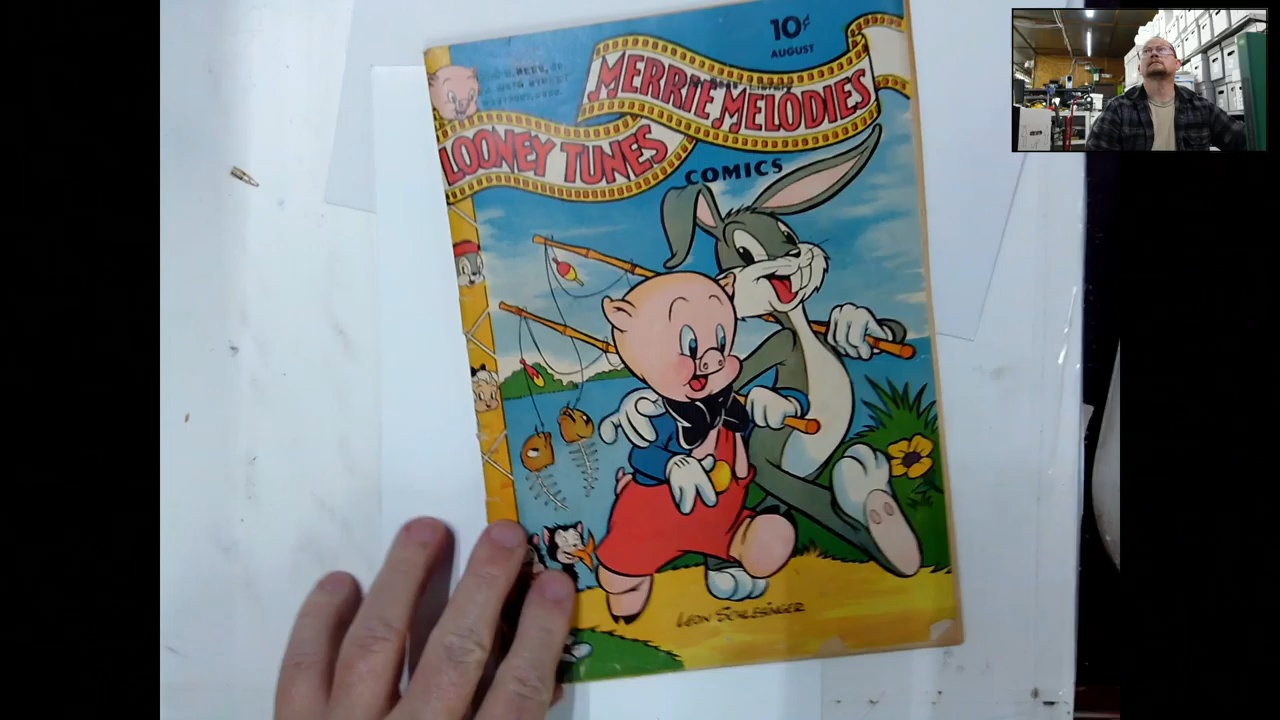 10¢
AUGUST
MERRIE MELODIES
LOONEY TUNES
COMICS
LEON SCHLESINGER